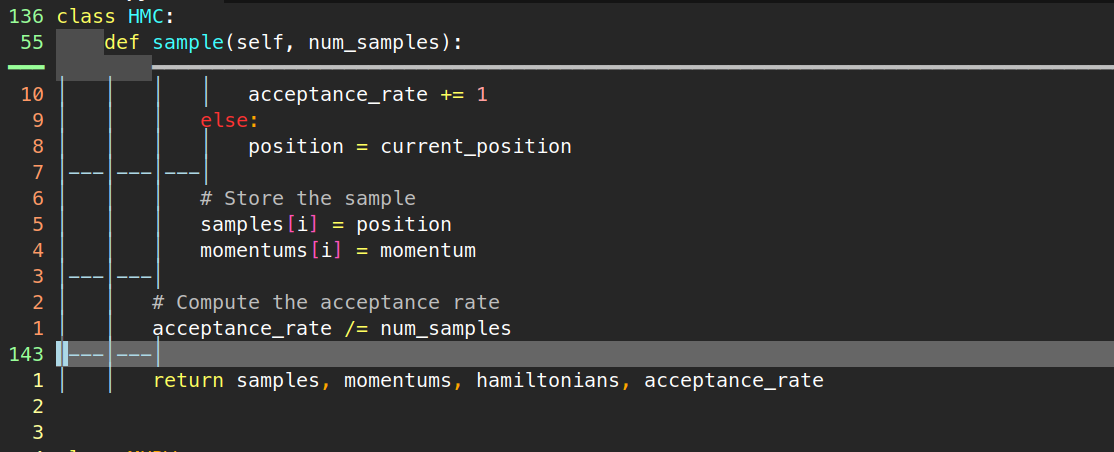 136 class HMC:
55 def sample(self, num_samples):
10 acceptance_rate += 1
9 else:
8 position = current_position
7
6 # Store the sample
5 samples[i] = position
4 momentums[i] = momentum
3
2 # Compute the acceptance rate
1 acceptance_rate /= num_samples
143
1 return samples, momentums, hamiltonians, acceptance_rate
2
3